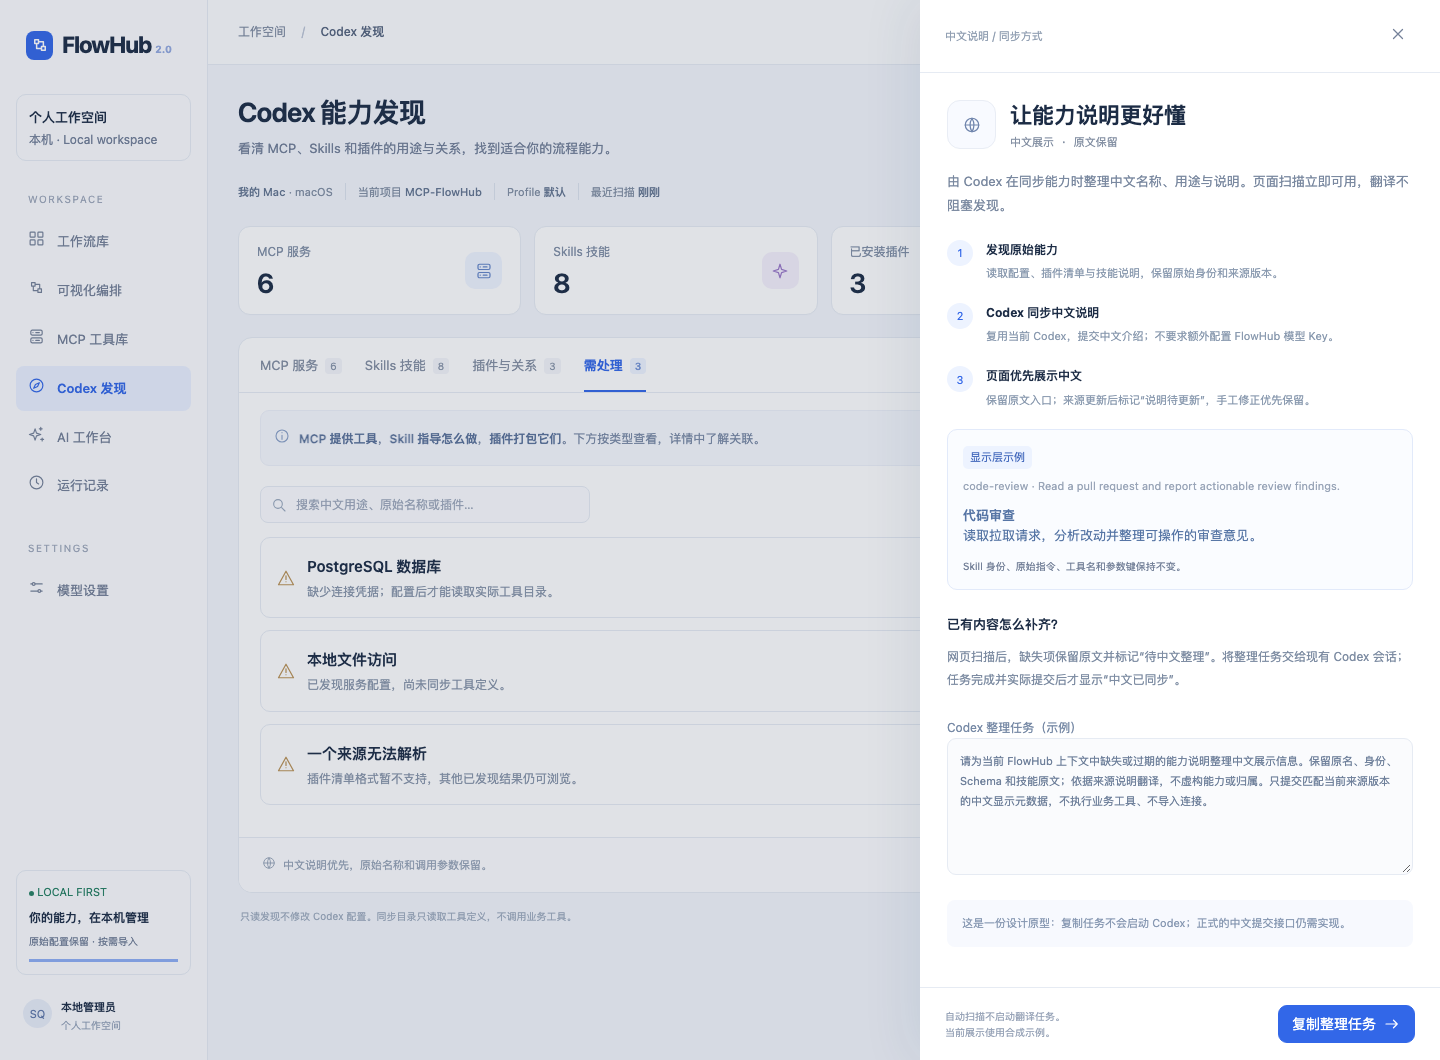 FlowHub 2.0
个人工作空间
本机 · Local workspace
WORKSPACE
工作流库
可视化编排
MCP 工具库
Codex 发现
AI 工作台
运行记录
SETTINGS
模型设置
LOCAL FIRST
你的能力，在本机管理
原始配置保留 · 按需导入
SQ
本地管理员
个人工作空间
工作空间 / Codex 发现
Codex 能力发现
看清 MCP、Skills 和插件的用途与关系，找到适合你的流程能力。
我的 Mac · macOS
当前项目 MCP-FlowHub
Profile 默认
最近扫描 刚刚
MCP 服务
6
Skills 技能
8
已安装插件
3
MCP 服务 6
Skills 技能 8
插件与关系 3
需处理 3
MCP 提供工具，Skill 指导怎么做，插件打包它们。下方按类型查看，详情中了解关联。
搜索中文用途、原始名称或插件...
PostgreSQL 数据库
缺少连接凭据；配置后才能读取实际工具目录。
本地文件访问
已发现服务配置，尚未同步工具定义。
一个来源无法解析
插件清单格式暂不支持，其他已发现结果仍可浏览。
中文说明优先，原始名称和调用参数保留。
只读发现不修改 Codex 配置。同步目录只读取工具定义，不调用业务工具。
中文说明 / 同步方式
让能力说明更好懂
中文展示 · 原文保留
由 Codex 在同步能力时整理中文名称、用途与说明。页面扫描立即可用，翻译不
阻塞发现。
1
发现原始能力
读取配置、插件清单与技能说明，保留原始身份和来源版本。
2
Codex 同步中文说明
复用当前 Codex，提交中文介绍；不要求额外配置 FlowHub 模型 Key。
3
页面优先展示中文
保留原文入口；来源更新后标记“说明待更新”，手工修正优先保留。
显示层示例
code-review · Read a pull request and report actionable review findings.
代码审查
读取拉取请求，分析改动并整理可操作的审查意见。
Skill 身份、原始指令、工具名和参数键保持不变。
已有内容怎么补齐？
网页扫描后，缺失项保留原文并标记“待中文整理”。将整理任务交给现有 Codex 会话；
任务完成并实际提交后才显示“中文已同步”。
Codex 整理任务（示例）
请为当前 FlowHub 上下文中缺失或过期的能力说明整理中文展示信息。保留原名、身份、
Schema 和技能原文；依据来源说明翻译，不虚构能力或归属。只提交匹配当前来源版本
的中文显示元数据，不执行业务工具、不导入连接。
这是一份设计原型：复制任务不会启动 Codex；正式的中文提交接口仍需实现。
自动扫描不启动翻译任务。
当前展示使用合成示例。
复制整理任务